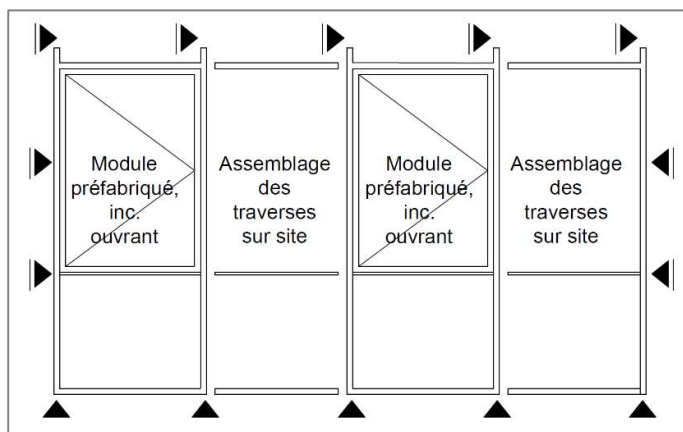 Module
préfabriqué,
inc.
ouvrant
Assemblage
des
traverses
sur site
Module
préfabriqué,
inc.
ouvrant
Assemblage
des
traverses
sur site